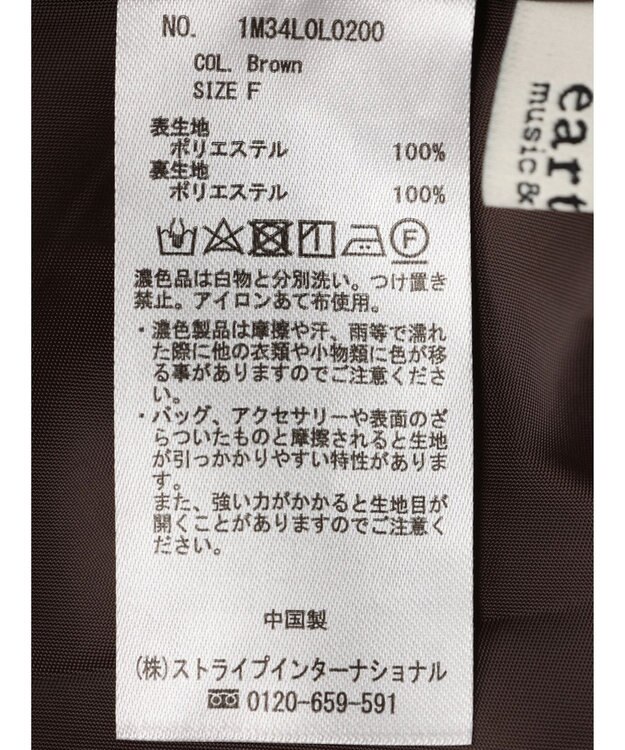 NO. 1M34L0L0200
COL. Brown
SIZE F
表生地
ポリエステル 100%
裏生地
ポリエステル 100%
F
濃色品は白物と分別洗い。つけ置き
禁止。アイロンあて布使用。
・濃色製品は摩擦や汗、雨等で濡れ
た際に他の衣類や小物類に色が移
る事がありますのでご注意くださ
い。
・バッグ、アクセサリーや表面のざ
らついたものと摩擦されると生地
が引っかかりやすい特性がありま
す。
また、強い力がかかると生地目が
開くことがありますのでご注意く
ださい。
中国製
(株)ストライプインターナショナル
0120-659-591
eart
music &